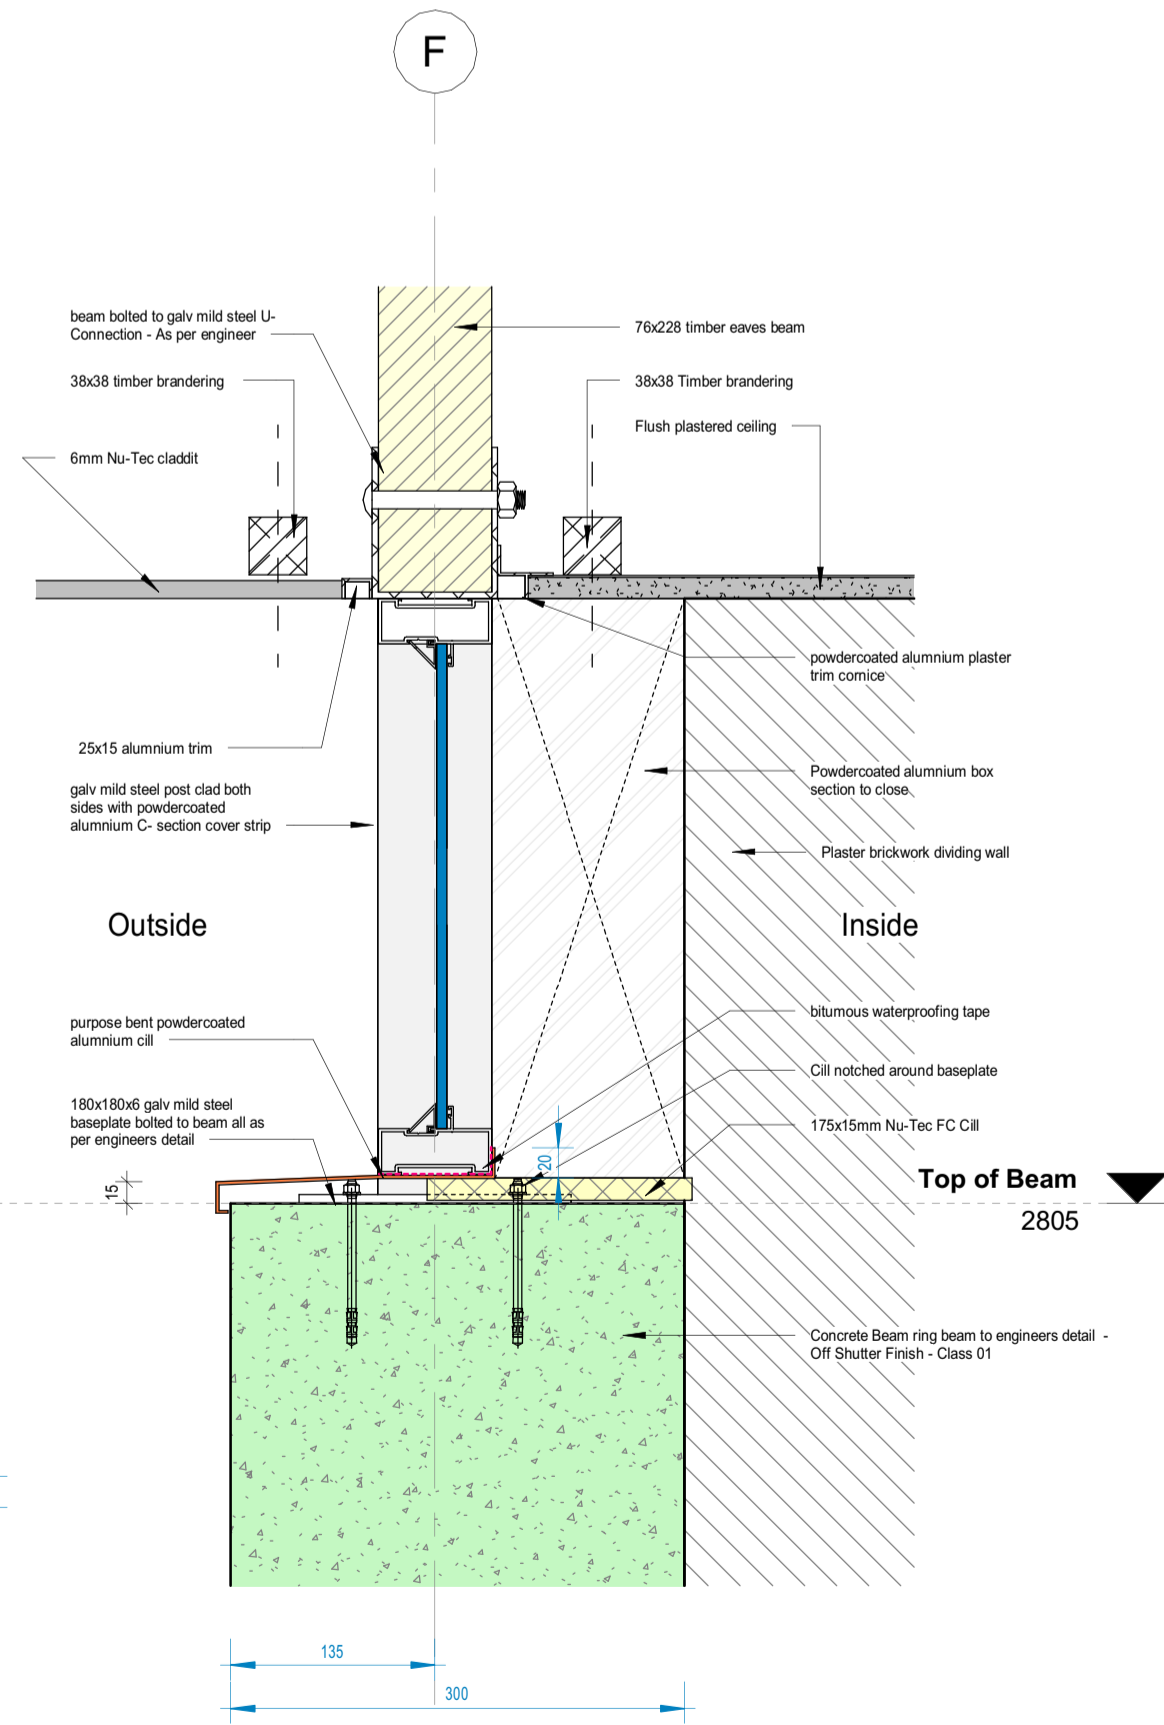 F
beam bolted to galv mild steel U-
Connection - As per engineer
76x228 timber eaves beam
38x38 timber brandering
38x38 Timber brandering
Flush plastered ceiling
6mm Nu-Tec claddit
powdercoated alumnium plaster
trim cornice
25x15 alumnium trim
Powdercoated alumnium box
section to close
galv mild steel post clad both
sides with powdercoated
alumnium C- section cover strip
Plaster brickwork dividing wall
Outside
Inside
purpose bent powdercoated
alumnium cill
bitumous waterproofing tape
Cill notched around baseplate
180x180x6 galv mild steel
baseplate bolted to beam all as
per engineers detail
175x15mm Nu-Tec FC Cill
20
15
Top of Beam
2805
Concrete Beam ring beam to engineers detail -
Off Shutter Finish - Class 01
135
300